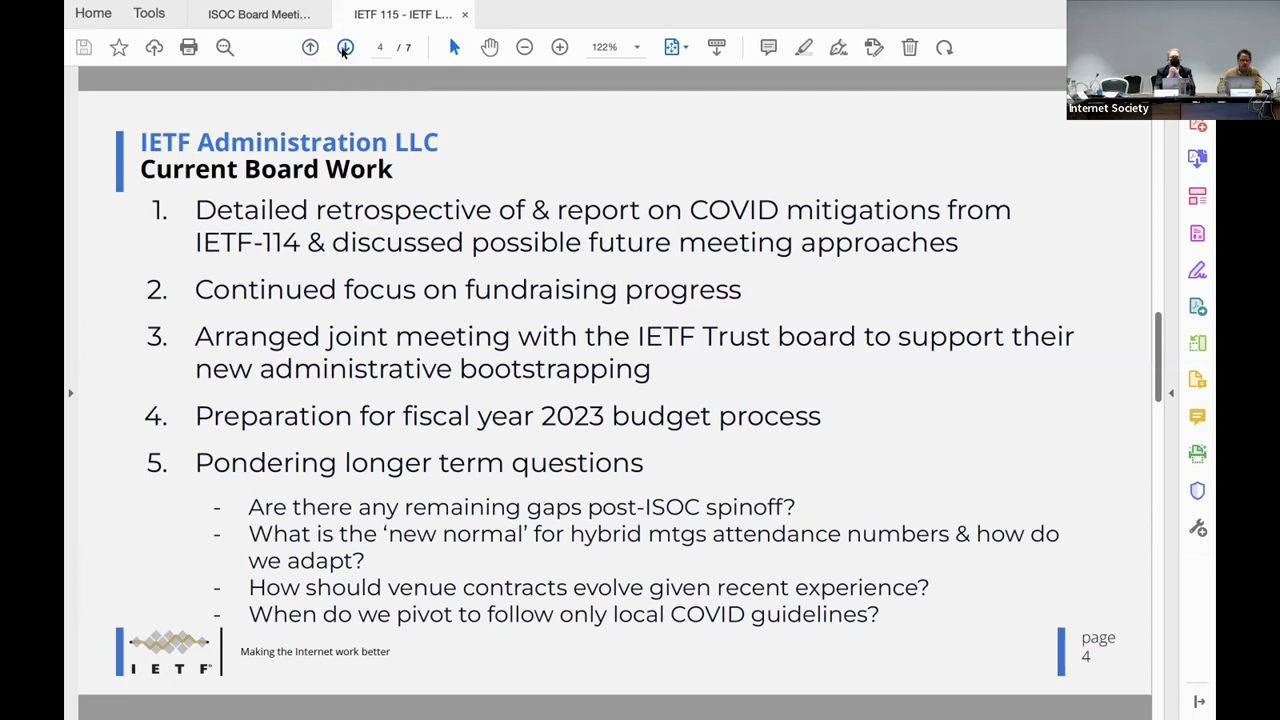 Home Tools ISOC Board Meeti... IETF 115 - IETF L... ×
4 / 7 122%
Internet Society
IETF Administration LLC
Current Board Work
1. Detailed retrospective of & report on COVID mitigations from
IETF-114 & discussed possible future meeting approaches
2. Continued focus on fundraising progress
3. Arranged joint meeting with the IETF Trust board to support their
new administrative bootstrapping
4. Preparation for fiscal year 2023 budget process
5. Pondering longer term questions
- Are there any remaining gaps post-ISOC spinoff?
- What is the ‘new normal’ for hybrid mtgs attendance numbers & how do
we adapt?
- How should venue contracts evolve given recent experience?
- When do we pivot to follow only local COVID guidelines?
I E T F®
Making the Internet work better
page
4